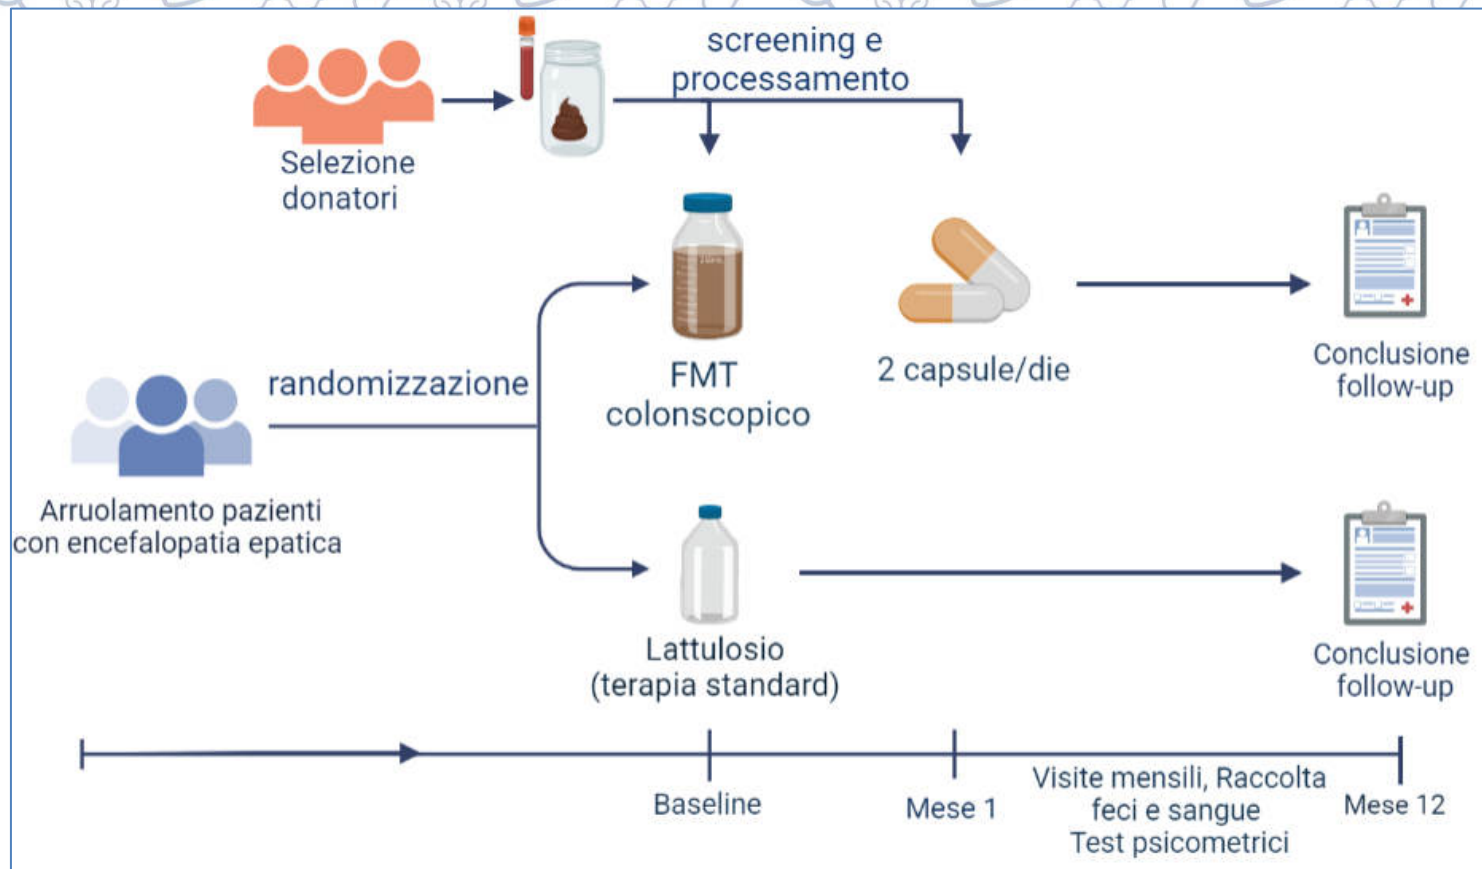 screening e
processamento
Selezione
donatori
randomizzazione
FMT
colonscopico
2 capsule/die
Conclusione
follow-up
Arruolamento pazienti
con encefalopatia epatica
Lattulosio
(terapia standard)
Conclusione
follow-up
Baseline
Mese 1
Visite mensili, Raccolta
feci e sangue
Test psicometrici
Mese 12